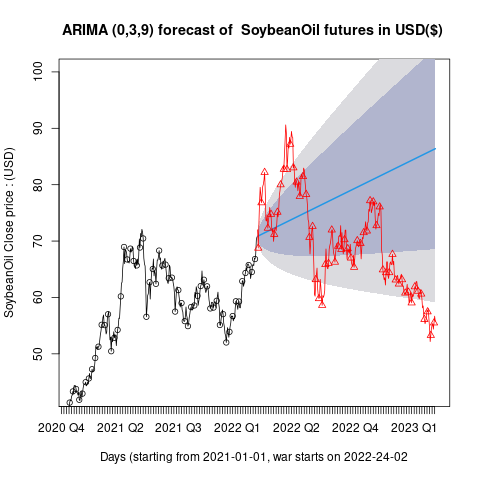 ARIMA (0,3,9) forecast of SoybeanOil futures in USD($)
SoybeanOil Close price : (USD)
100
90
80
70
60
50
2020 Q4 2021 Q2 2021 Q3 2022 Q1 2022 Q2 2022 Q4 2023 Q1
Days (starting from 2021-01-01, war starts on 2022-24-02